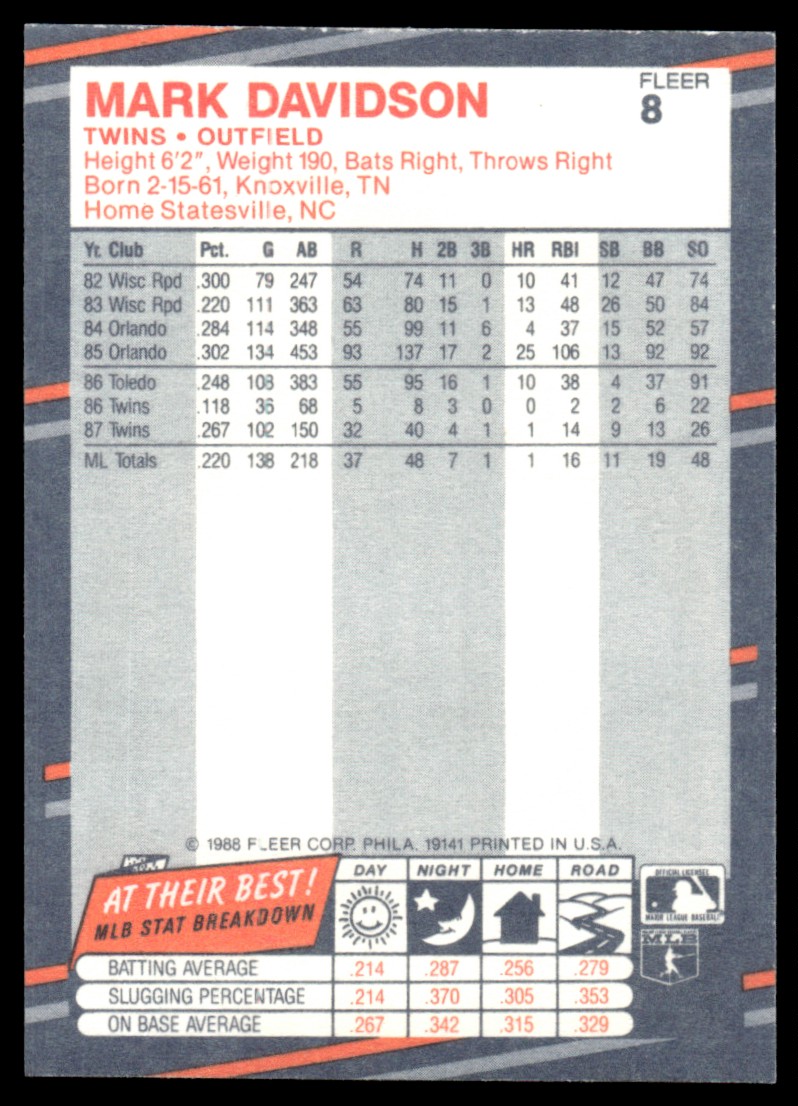 MARK DAVIDSON
FLEER
8
TWINS • OUTFIELD
Height 6'2", Weight 190, Bats Right, Throws Right
Born 2-15-61, Knoxville, TN
Home Statesville, NC
Yr. Club Pct. G AB R H 2B 3B HR RBI SB BB SO
82 Wisc Rpd .300 79 247 54 74 11 0 10 41 12 47 74
83 Wisc Rpd .220 111 363 63 80 15 1 13 48 26 50 84
84 Orlando .284 114 348 55 99 11 6 4 37 15 52 57
85 Orlando .302 134 453 93 137 17 2 25 106 13 92 92
86 Toledo .248 108 383 55 95 16 1 10 38 4 37 91
86 Twins .118 36 68 5 8 3 0 0 2 2 6 22
87 Twins .267 102 150 32 40 4 1 1 14 9 13 26
ML Totals .220 138 218 37 48 7 1 1 16 11 19 48
© 1988 FLEER CORP. PHILA. 19141 PRINTED IN U.S.A.
AT THEIR BEST!
MLB STAT BREAKDOWN
DAY NIGHT HOME ROAD
BATTING AVERAGE .214 .287 .256 .279
SLUGGING PERCENTAGE .214 .370 .305 .353
ON BASE AVERAGE .267 .342 .315 .329
OFFICIAL LICENSEE
MAJOR LEAGUE BASEBALL
MLB